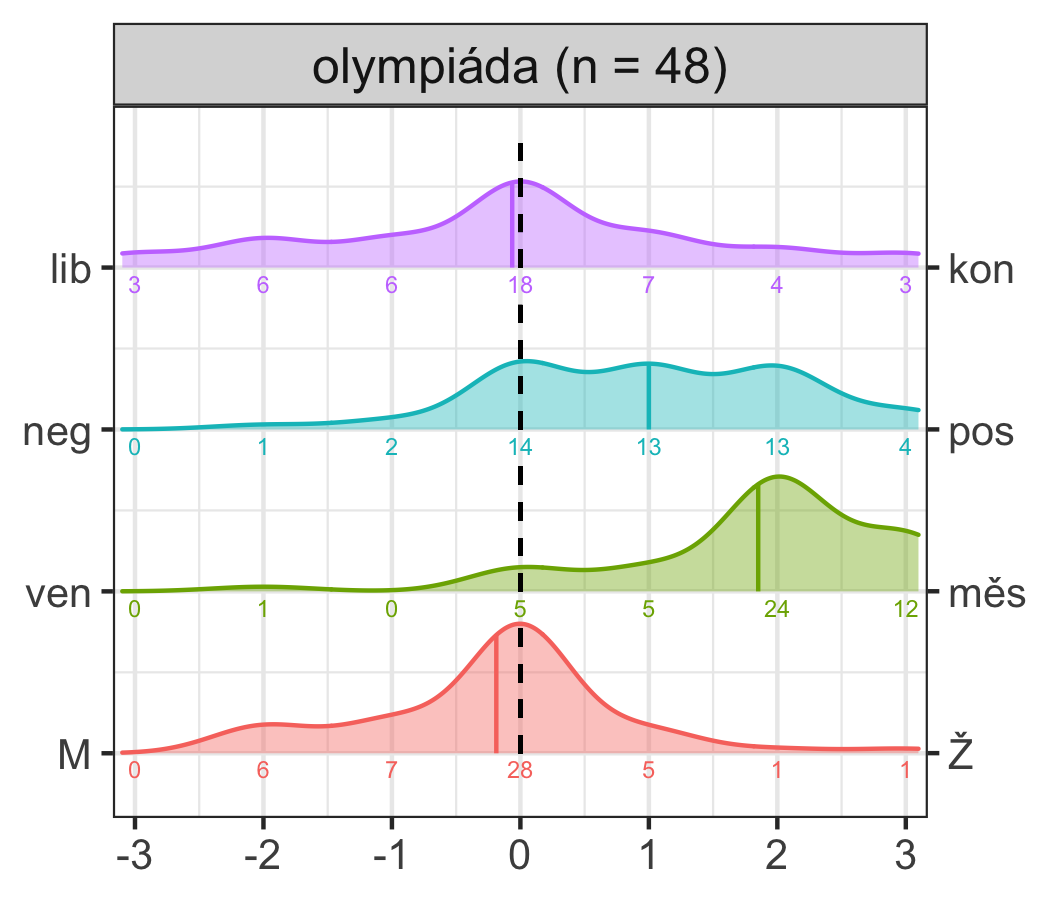 olympiáda (n = 48)
lib kon
3 6 6 18 7 4 3
neg pos
0 1 2 14 13 13 4
ven měs
0 1 0 5 5 24 12
M Ž
0 6 7 28 5 1 1
-3 -2 -1 0 1 2 3